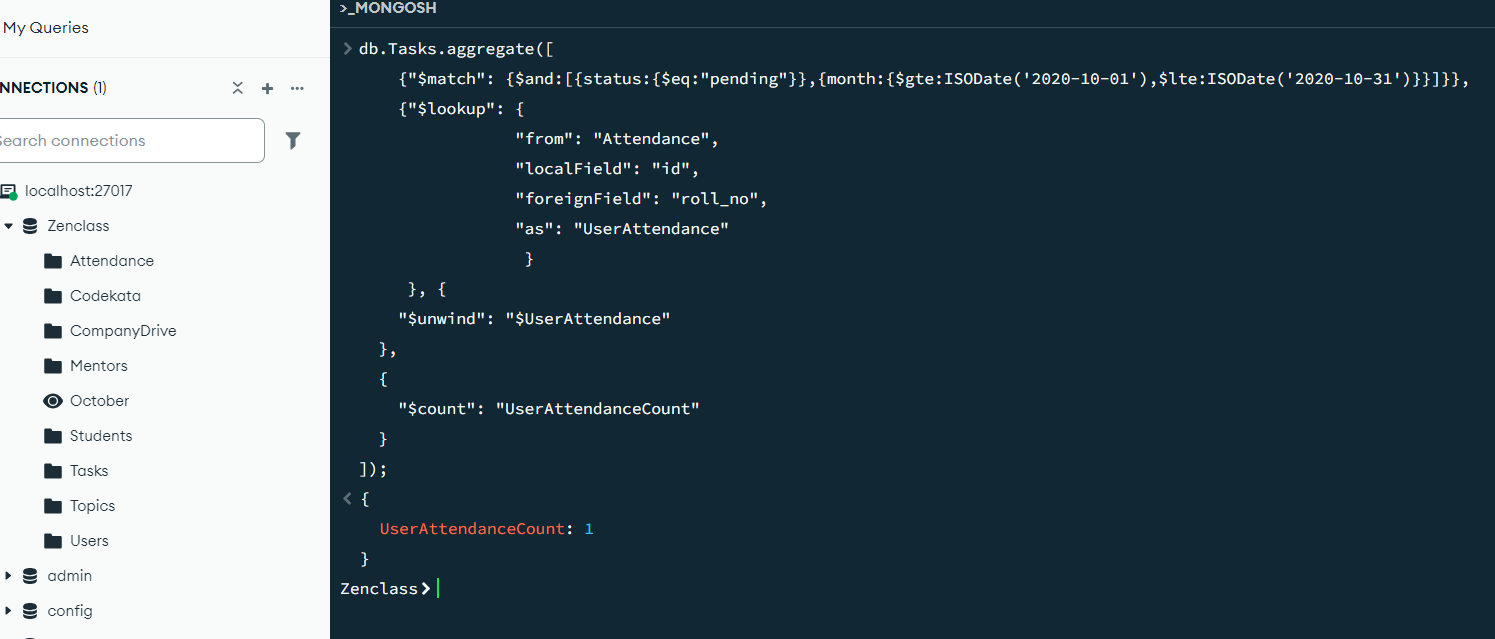 My Queries
NNECTIONS (1)
Search connections
localhost:27017
Zenclass
Attendance
Codekata
CompanyDrive
Mentors
October
Students
Tasks
Topics
Users
admin
config
>_MONGOSH
> db.Tasks.aggregate([
{"$match": {$and:[{status:{$eq:"pending"}},{month:{$gte:ISODate('2020-10-01'),$lte:ISODate('2020-10-31')}}]}},
{"$lookup": {
"from": "Attendance",
"localField": "id",
"foreignField": "roll_no",
"as": "UserAttendance"
}
}, {
"$unwind": "$UserAttendance"
},
{
"$count": "UserAttendanceCount"
}
]);
< {
UserAttendanceCount: 1
}
Zenclass>